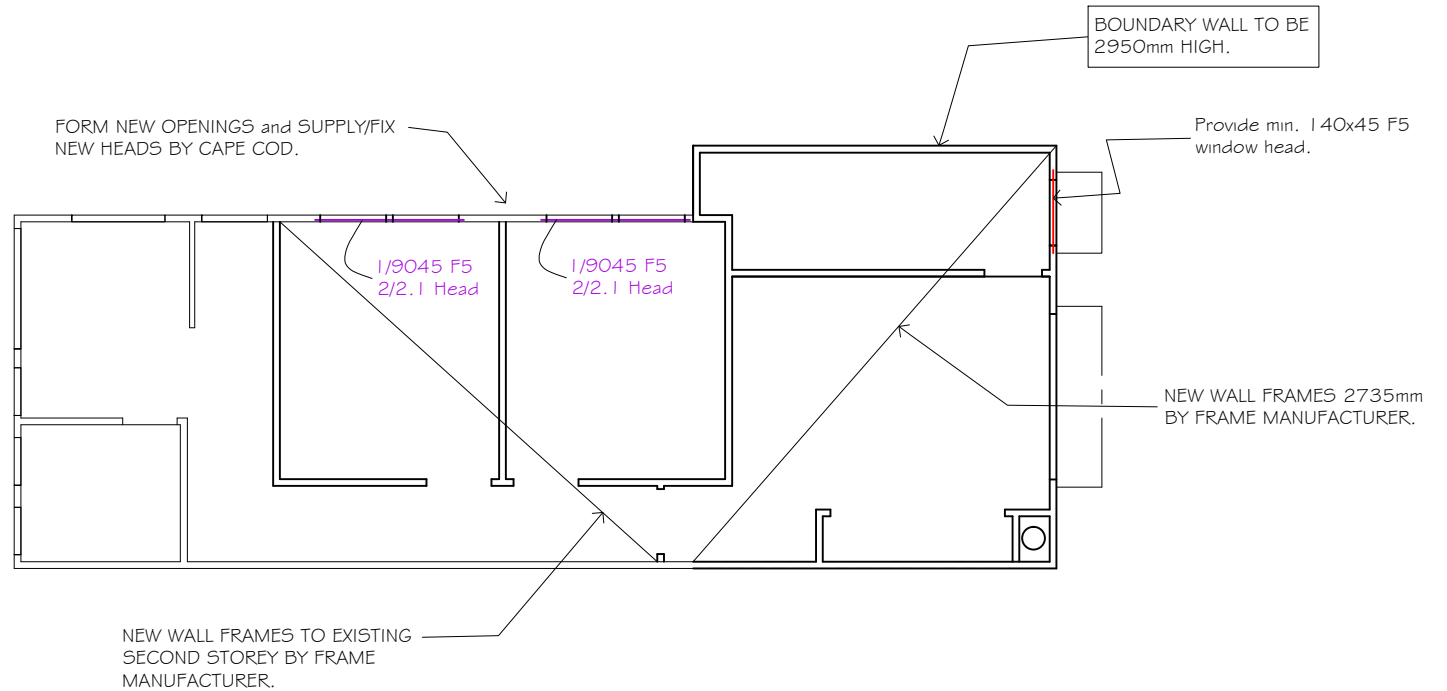 BOUNDARY WALL TO BE
2950mm HIGH.
FORM NEW OPENINGS and SUPPLY/FIX
NEW HEADS BY CAPE COD.
Provide min. 140x45 F5
window head.
1/9045 F5
2/2.1 Head
1/9045 F5
2/2.1 Head
NEW WALL FRAMES 2735mm
BY FRAME MANUFACTURER.
NEW WALL FRAMES TO EXISTING
SECOND STOREY BY FRAME
MANUFACTURER.